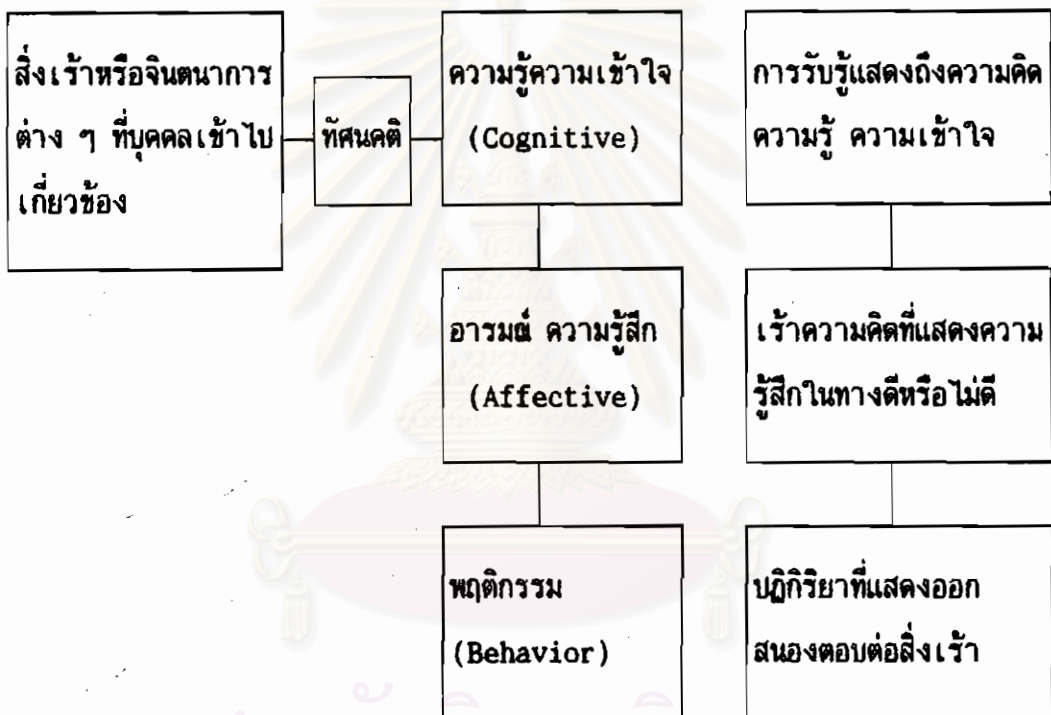 สิ่งเร้าหรือจินตนาการ
ต่าง ๆ ที่บุคคลเข้าไป
เกี่ยวข้อง
ทัศนคติ
ความรู้ความเข้าใจ
(Cognitive)
การรับรู้แสดงถึงความคิด
ความรู้ ความเข้าใจ
อารมณ์ ความรู้สึก
(Affective)
เร้าความคิดที่แสดงความ
รู้สึกในทางดีหรือไม่ดี
พฤติกรรม
(Behavior)
ปฏิกิริยาที่แสดงออก
สนองตอบต่อสิ่งเร้า